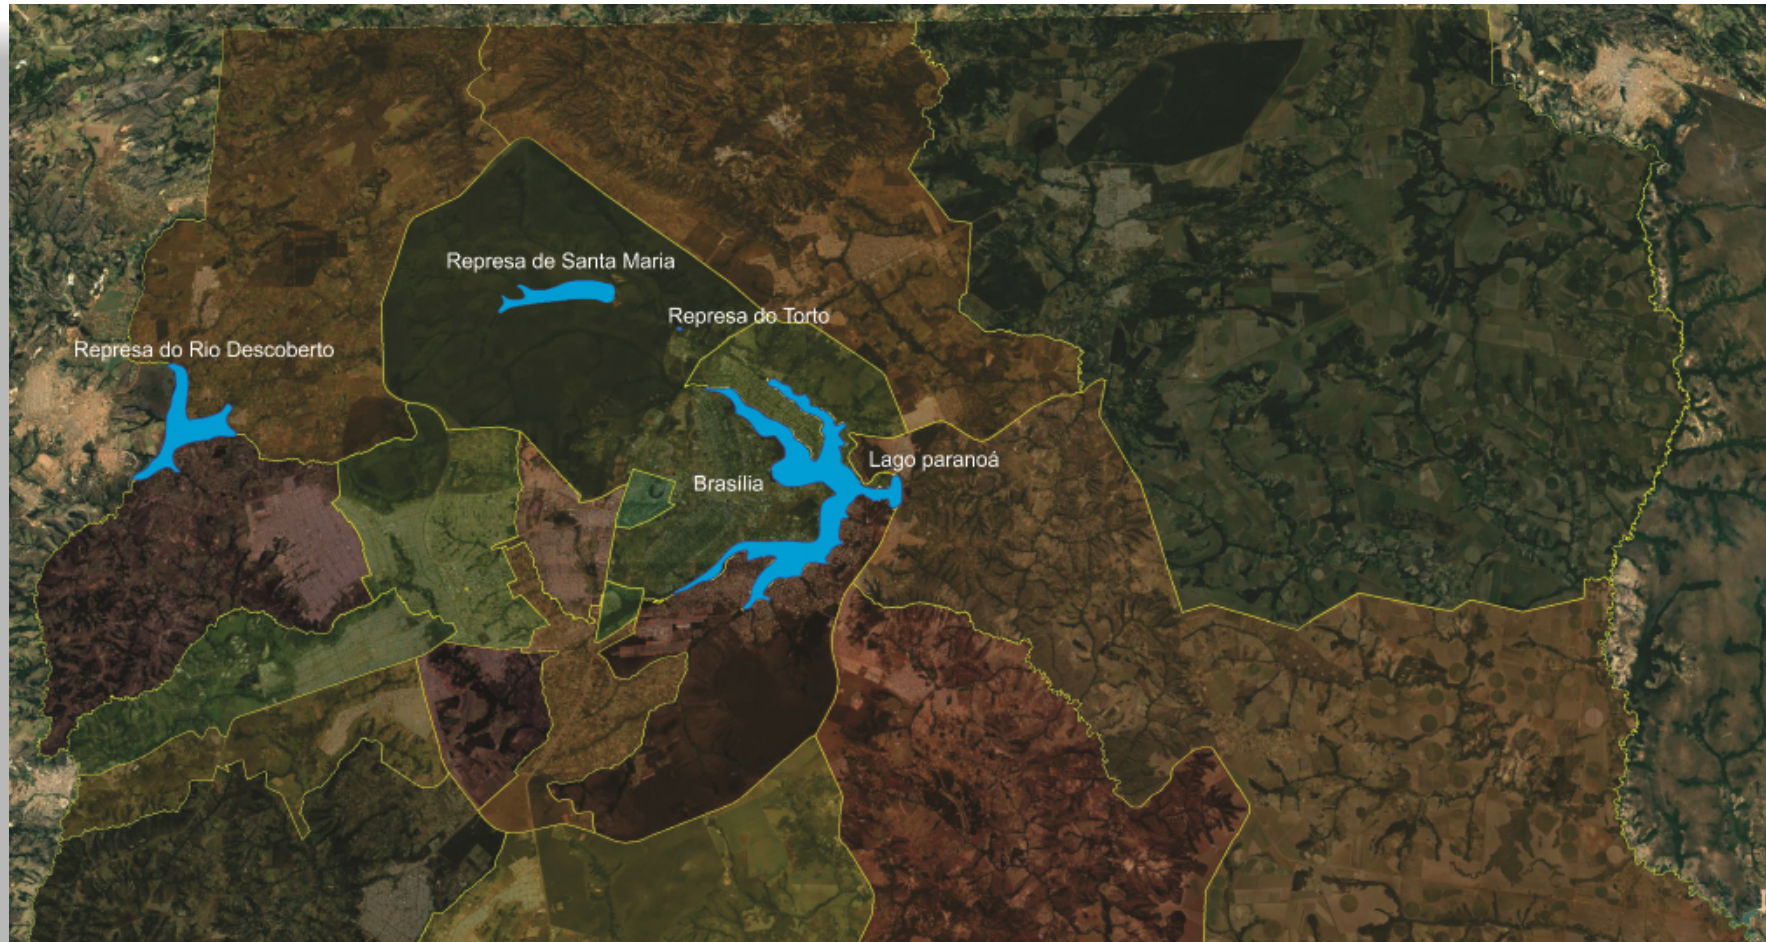 Represa de Santa Maria
Represa do Torto
Represa do Rio Descoberto
Lago paranoá
Brasília